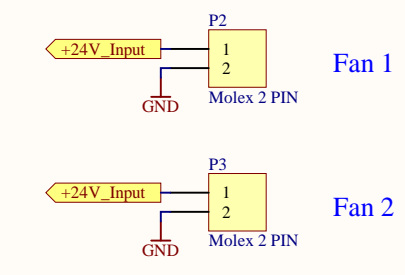 P2
+24V_Input
1
2
GND
Molex 2 PIN
Fan 1
P3
+24V_Input
1
2
GND
Molex 2 PIN
Fan 2